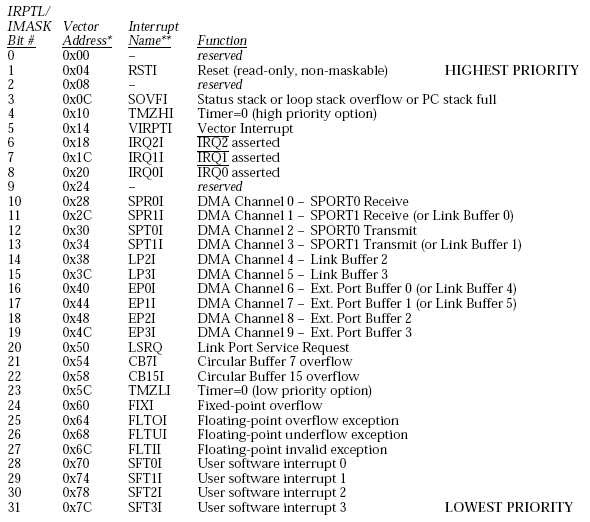 IRPTL/
IMASK Vector Interrupt
Bit # Address* Name** Function
0 0x00 – reserved
1 0x04 RSTI Reset (read-only, non-maskable) HIGHEST PRIORITY
2 0x08 – reserved
3 0x0C SOVFI Status stack or loop stack overflow or PC stack full
4 0x10 TMZHI Timer=0 (high priority option)
5 0x14 VIRPTI Vector Interrupt
6 0x18 IRQ2I IRQ2 asserted
7 0x1C IRQ1I IRQ1 asserted
8 0x20 IRQ0I IRQ0 asserted
9 0x24 – reserved
10 0x28 SPR0I DMA Channel 0 – SPORT0 Receive
11 0x2C SPR1I DMA Channel 1 – SPORT1 Receive (or Link Buffer 0)
12 0x30 SPT0I DMA Channel 2 – SPORT0 Transmit
13 0x34 SPT1I DMA Channel 3 – SPORT1 Transmit (or Link Buffer 1)
14 0x38 LP2I DMA Channel 4 – Link Buffer 2
15 0x3C LP3I DMA Channel 5 – Link Buffer 3
16 0x40 EP0I DMA Channel 6 – Ext. Port Buffer 0 (or Link Buffer 4)
17 0x44 EP1I DMA Channel 7 – Ext. Port Buffer 1 (or Link Buffer 5)
18 0x48 EP2I DMA Channel 8 – Ext. Port Buffer 2
19 0x4C EP3I DMA Channel 9 – Ext. Port Buffer 3
20 0x50 LSRQ Link Port Service Request
21 0x54 CB7I Circular Buffer 7 overflow
22 0x58 CB15I Circular Buffer 15 overflow
23 0x5C TMZLI Timer=0 (low priority option)
24 0x60 FIXI Fixed-point overflow
25 0x64 FLTOI Floating-point overflow exception
26 0x68 FLTUI Floating-point underflow exception
27 0x6C FLTII Floating-point invalid exception
28 0x70 SFT0I User software interrupt 0
29 0x74 SFT1I User software interrupt 1
30 0x78 SFT2I User software interrupt 2
31 0x7C SFT3I User software interrupt 3 LOWEST PRIORITY